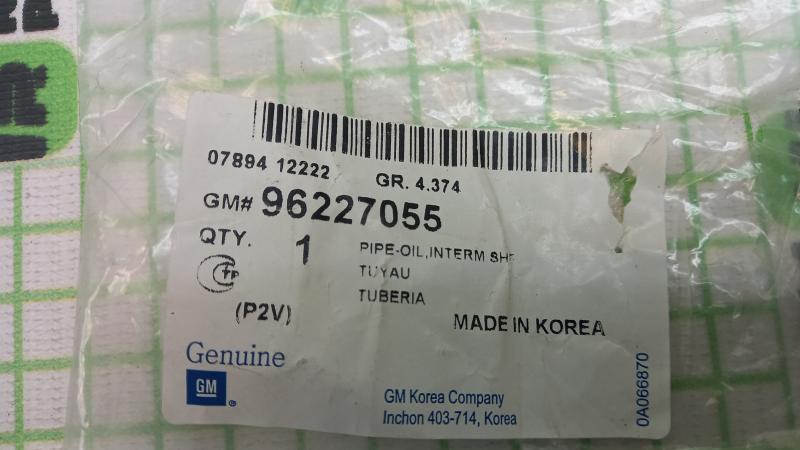 07894 12222
GR. 4.374
GM# 96227055
QTY. 1
PIPE-OIL,INTERM
TUYAU
TUBERIA
(P2V)
MADE IN KOREA
Genuine
GM
GM Korea Company
Inchon 403-714, Korea
0A066870